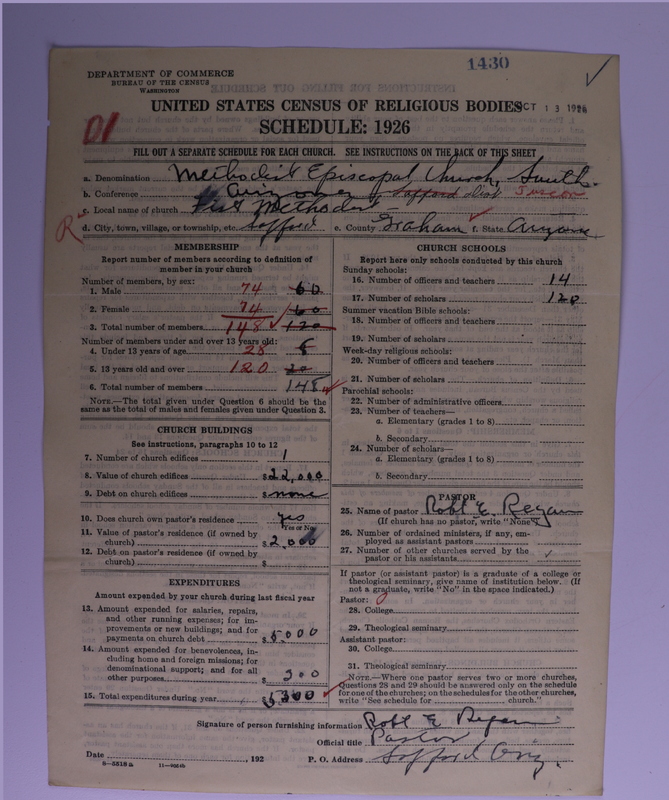 1430
DEPARTMENT OF COMMERCE
BUREAU OF THE CENSUS
WASHINGTON
UNITED STATES CENSUS OF RELIGIOUS BODIES
OCT 13 1926
01
SCHEDULE: 1926
FILL OUT A SEPARATE SCHEDULE FOR EACH CHURCH. SEE INSTRUCTIONS ON THE BACK OF THIS SHEET
a. Denomination Methodist Episcopal Church, South.
b. Conference Arizona Safford Dist Tuscon
c. Local name of church First Methodist
R
d. City, town, village, or township, etc. Safford e. County Graham f. State Arizona.
MEMBERSHIP
Report number of members according to definition of
member in your church
Number of members, by sex:
1. Male 74 60
2. Female 74 60
3. Total number of members 148 120
Number of members under and over 13 years old:
4. Under 13 years of age 28
5. 13 years old and over 120
6. Total number of members 148
NOTE.—The total given under Question 6 should be the
same as the total of males and females given under Question 3.
CHURCH BUILDINGS
See instructions, paragraphs 10 to 12
7. Number of church edifices 1
8. Value of church edifices $22,000
9. Debt on church edifices $none
10. Does church own pastor's residence yes
(Yes or No)
11. Value of pastor's residence (if owned by
church) $2,000
12. Debt on pastor's residence (if owned by
church) $
EXPENDITURES
Amount expended by your church during last fiscal year
13. Amount expended for salaries, repairs,
and other running expenses; for im-
provements or new buildings; and for
payments on church debt $5000
14. Amount expended for benevolences, in-
cluding home and foreign missions; for
denominational support; and for all
other purposes $300
15. Total expenditures during year $5300
CHURCH SCHOOLS
Report here only schools conducted by this church
Sunday schools:
16. Number of officers and teachers 14
17. Number of scholars 120
Summer vacation Bible schools:
18. Number of officers and teachers
19. Number of scholars
Week-day religious schools:
20. Number of officers and teachers
21. Number of scholars
Parochial schools:
22. Number of administrative officers
23. Number of teachers—
a. Elementary (grades 1 to 8)
b. Secondary
24. Number of scholars—
a. Elementary (grades 1 to 8)
b. Secondary
PASTOR
25. Name of pastor Robt E. Regan
(If church has no pastor, write "None")
26. Number of ordained ministers, if any, em-
ployed as assistant pastors
27. Number of other churches served by the
pastor or his assistants
If pastor (or assistant pastor) is a graduate of a college or
theological seminary, give name of institution below. (If
not a graduate, write "No" in the space indicated.)
Pastor:
28. College
29. Theological seminary
Assistant pastor:
30. College
31. Theological seminary
NOTE.—Where one pastor serves two or more churches,
Questions 28 and 29 should be answered only on the schedule
for one of the churches; on the schedules for the other churches,
write "See schedule for church."
Signature of person furnishing information Robt E Regan
Official title Pastor
Date , 192 P. O. Address Safford Ariz.
8—5518a 11—9664b